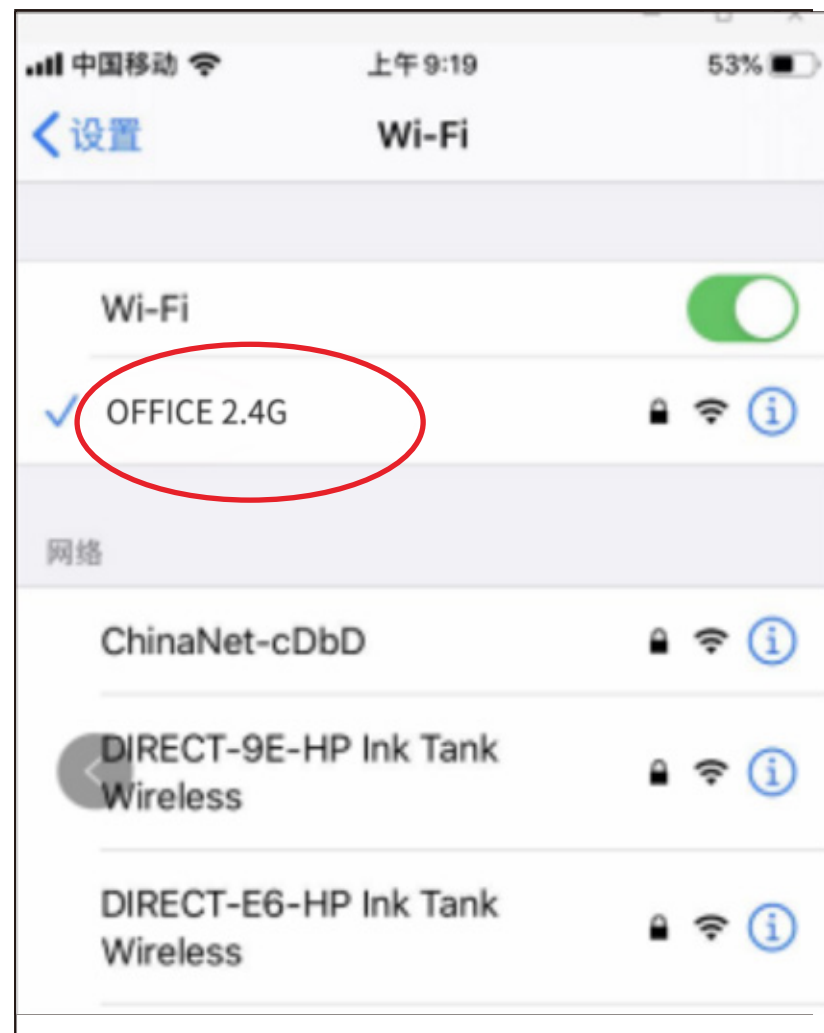 中国移动 上午 9:19 53%
设置 Wi-Fi
Wi-Fi
OFFICE 2.4G
网络
ChinaNet-cDbD
DIRECT-9E-HP Ink Tank
Wireless
DIRECT-E6-HP Ink Tank
Wireless